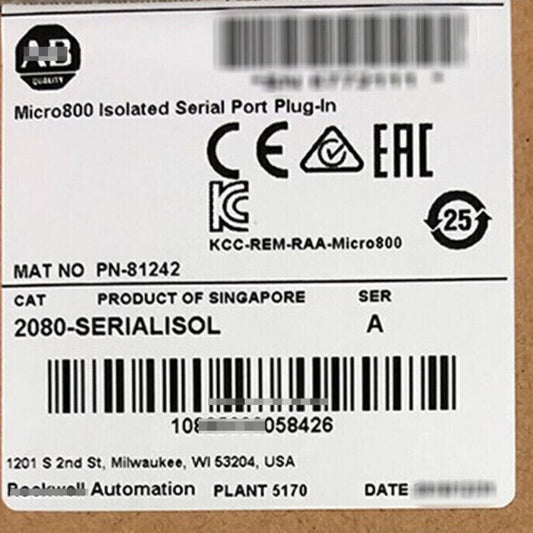 QUALITY
Micro800 Isolated Serial Port Plug-In
CE EAC
KC
KCC-REM-RAA-Micro800
25
MAT NO PN-81242
CAT PRODUCT OF SINGAPORE SER
2080-SERIALISOL A
1201 S 2nd St, Milwaukee, WI 53204, USA
Automation PLANT 5170 DATE